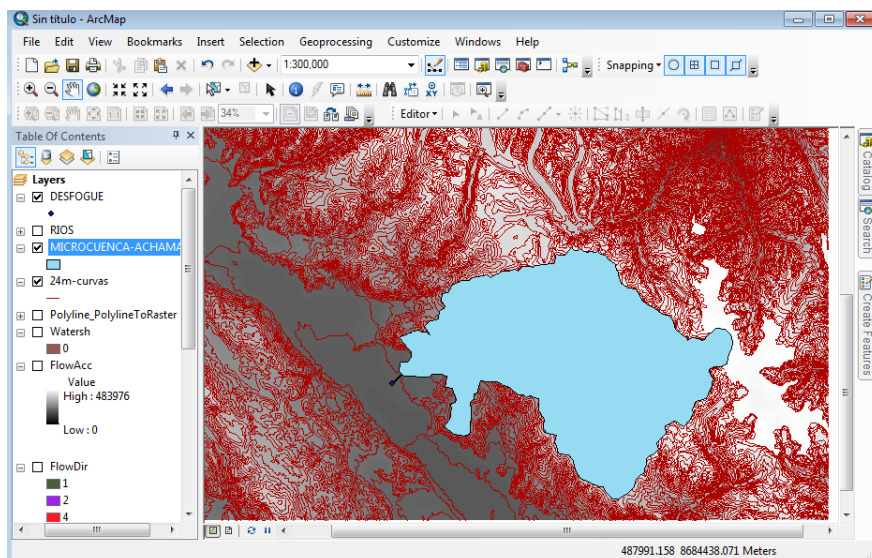 Sin título - ArcMap
File Edit View Bookmarks Insert Selection Geoprocessing Customize Windows Help
1:300,000
Snapping
34%
Editor
Table Of Contents
Layers
DESFOGUE
RIOS
MICROCUENCA-ACHAMA
24m-curvas
Polyline_PolylineToRaster
Watersh
0
FlowAcc
Value
High : 483976
Low : 0
FlowDir
1
2
4
Catalog
Search
Create Features
487991.158 8684438.071 Meters